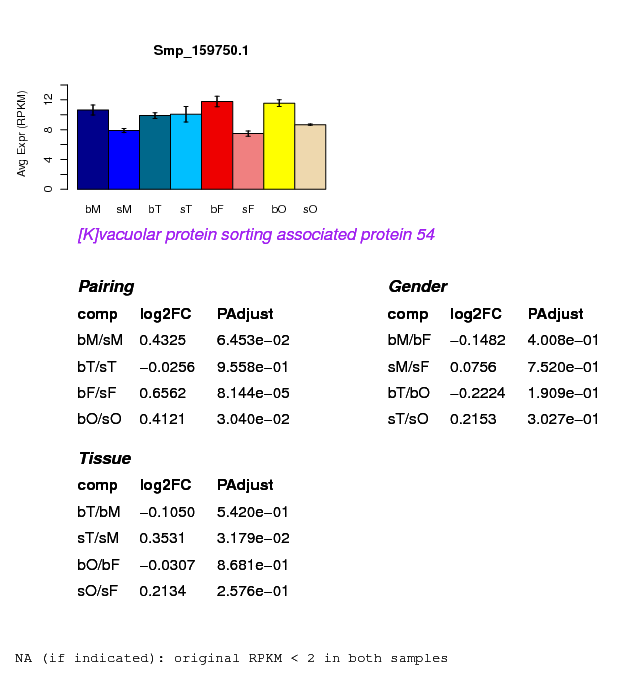 Smp_159750.1
Avg Expr (RPKM)
12
8
4
0
bM sM bT sT bF sF bO sO
[K]vacuolar protein sorting associated protein 54
Pairing
comp log2FC PAdjust
bM/sM 0.4325 6.453e−02
bT/sT −0.0256 9.558e−01
bF/sF 0.6562 8.144e−05
bO/sO 0.4121 3.040e−02
Gender
comp log2FC PAdjust
bM/bF −0.1482 4.008e−01
sM/sF 0.0756 7.520e−01
bT/bO −0.2224 1.909e−01
sT/sO 0.2153 3.027e−01
Tissue
comp log2FC PAdjust
bT/bM −0.1050 5.420e−01
sT/sM 0.3531 3.179e−02
bO/bF −0.0307 8.681e−01
sO/sF 0.2134 2.576e−01
NA (if indicated): original RPKM < 2 in both samples